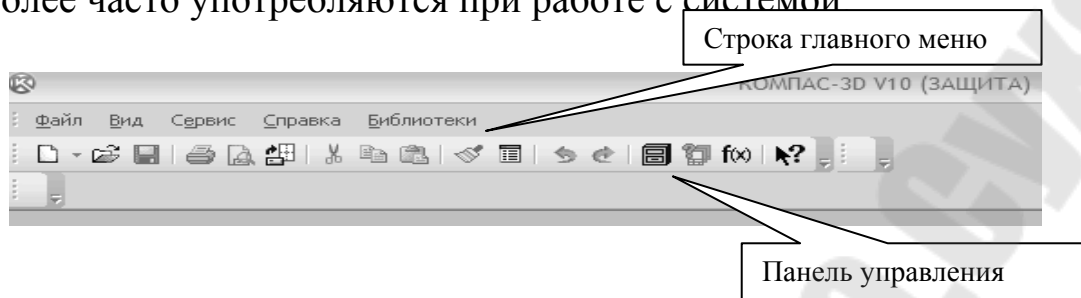 олее часто употребляются при работе с системой
Строка главного меню
КОМПАС-3D V10 (ЗАЩИТА)
Файл Вид Сервис Справка Библиотеки
f(x) ?
Панель управления